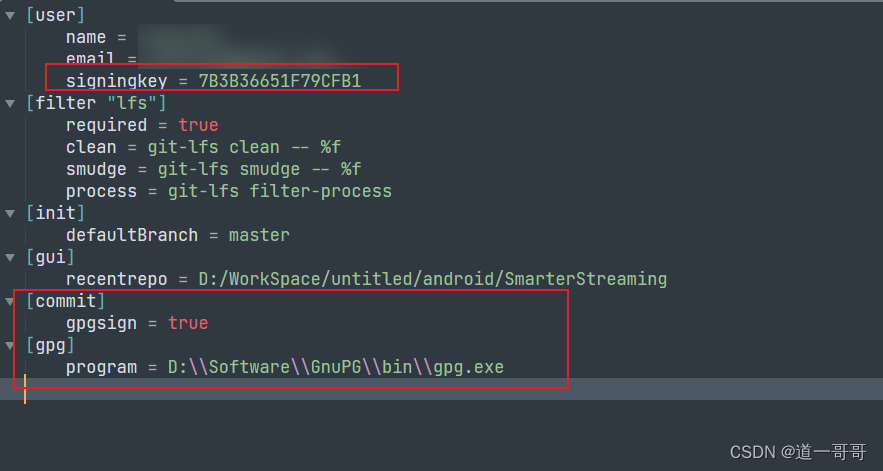 [user]
name =
email =
signingkey = 7B3B36651F79CFB1
[filter "lfs"]
required = true
clean = git-lfs clean -- %f
smudge = git-lfs smudge -- %f
process = git-lfs filter-process
[init]
defaultBranch = master
[gui]
recentrepo = D:/WorkSpace/untitled/android/SmarterStreaming
[commit]
gpgsign = true
[gpg]
program = D:\\Software\\GnuPG\\bin\\gpg.exe
CSDN @道一哥哥